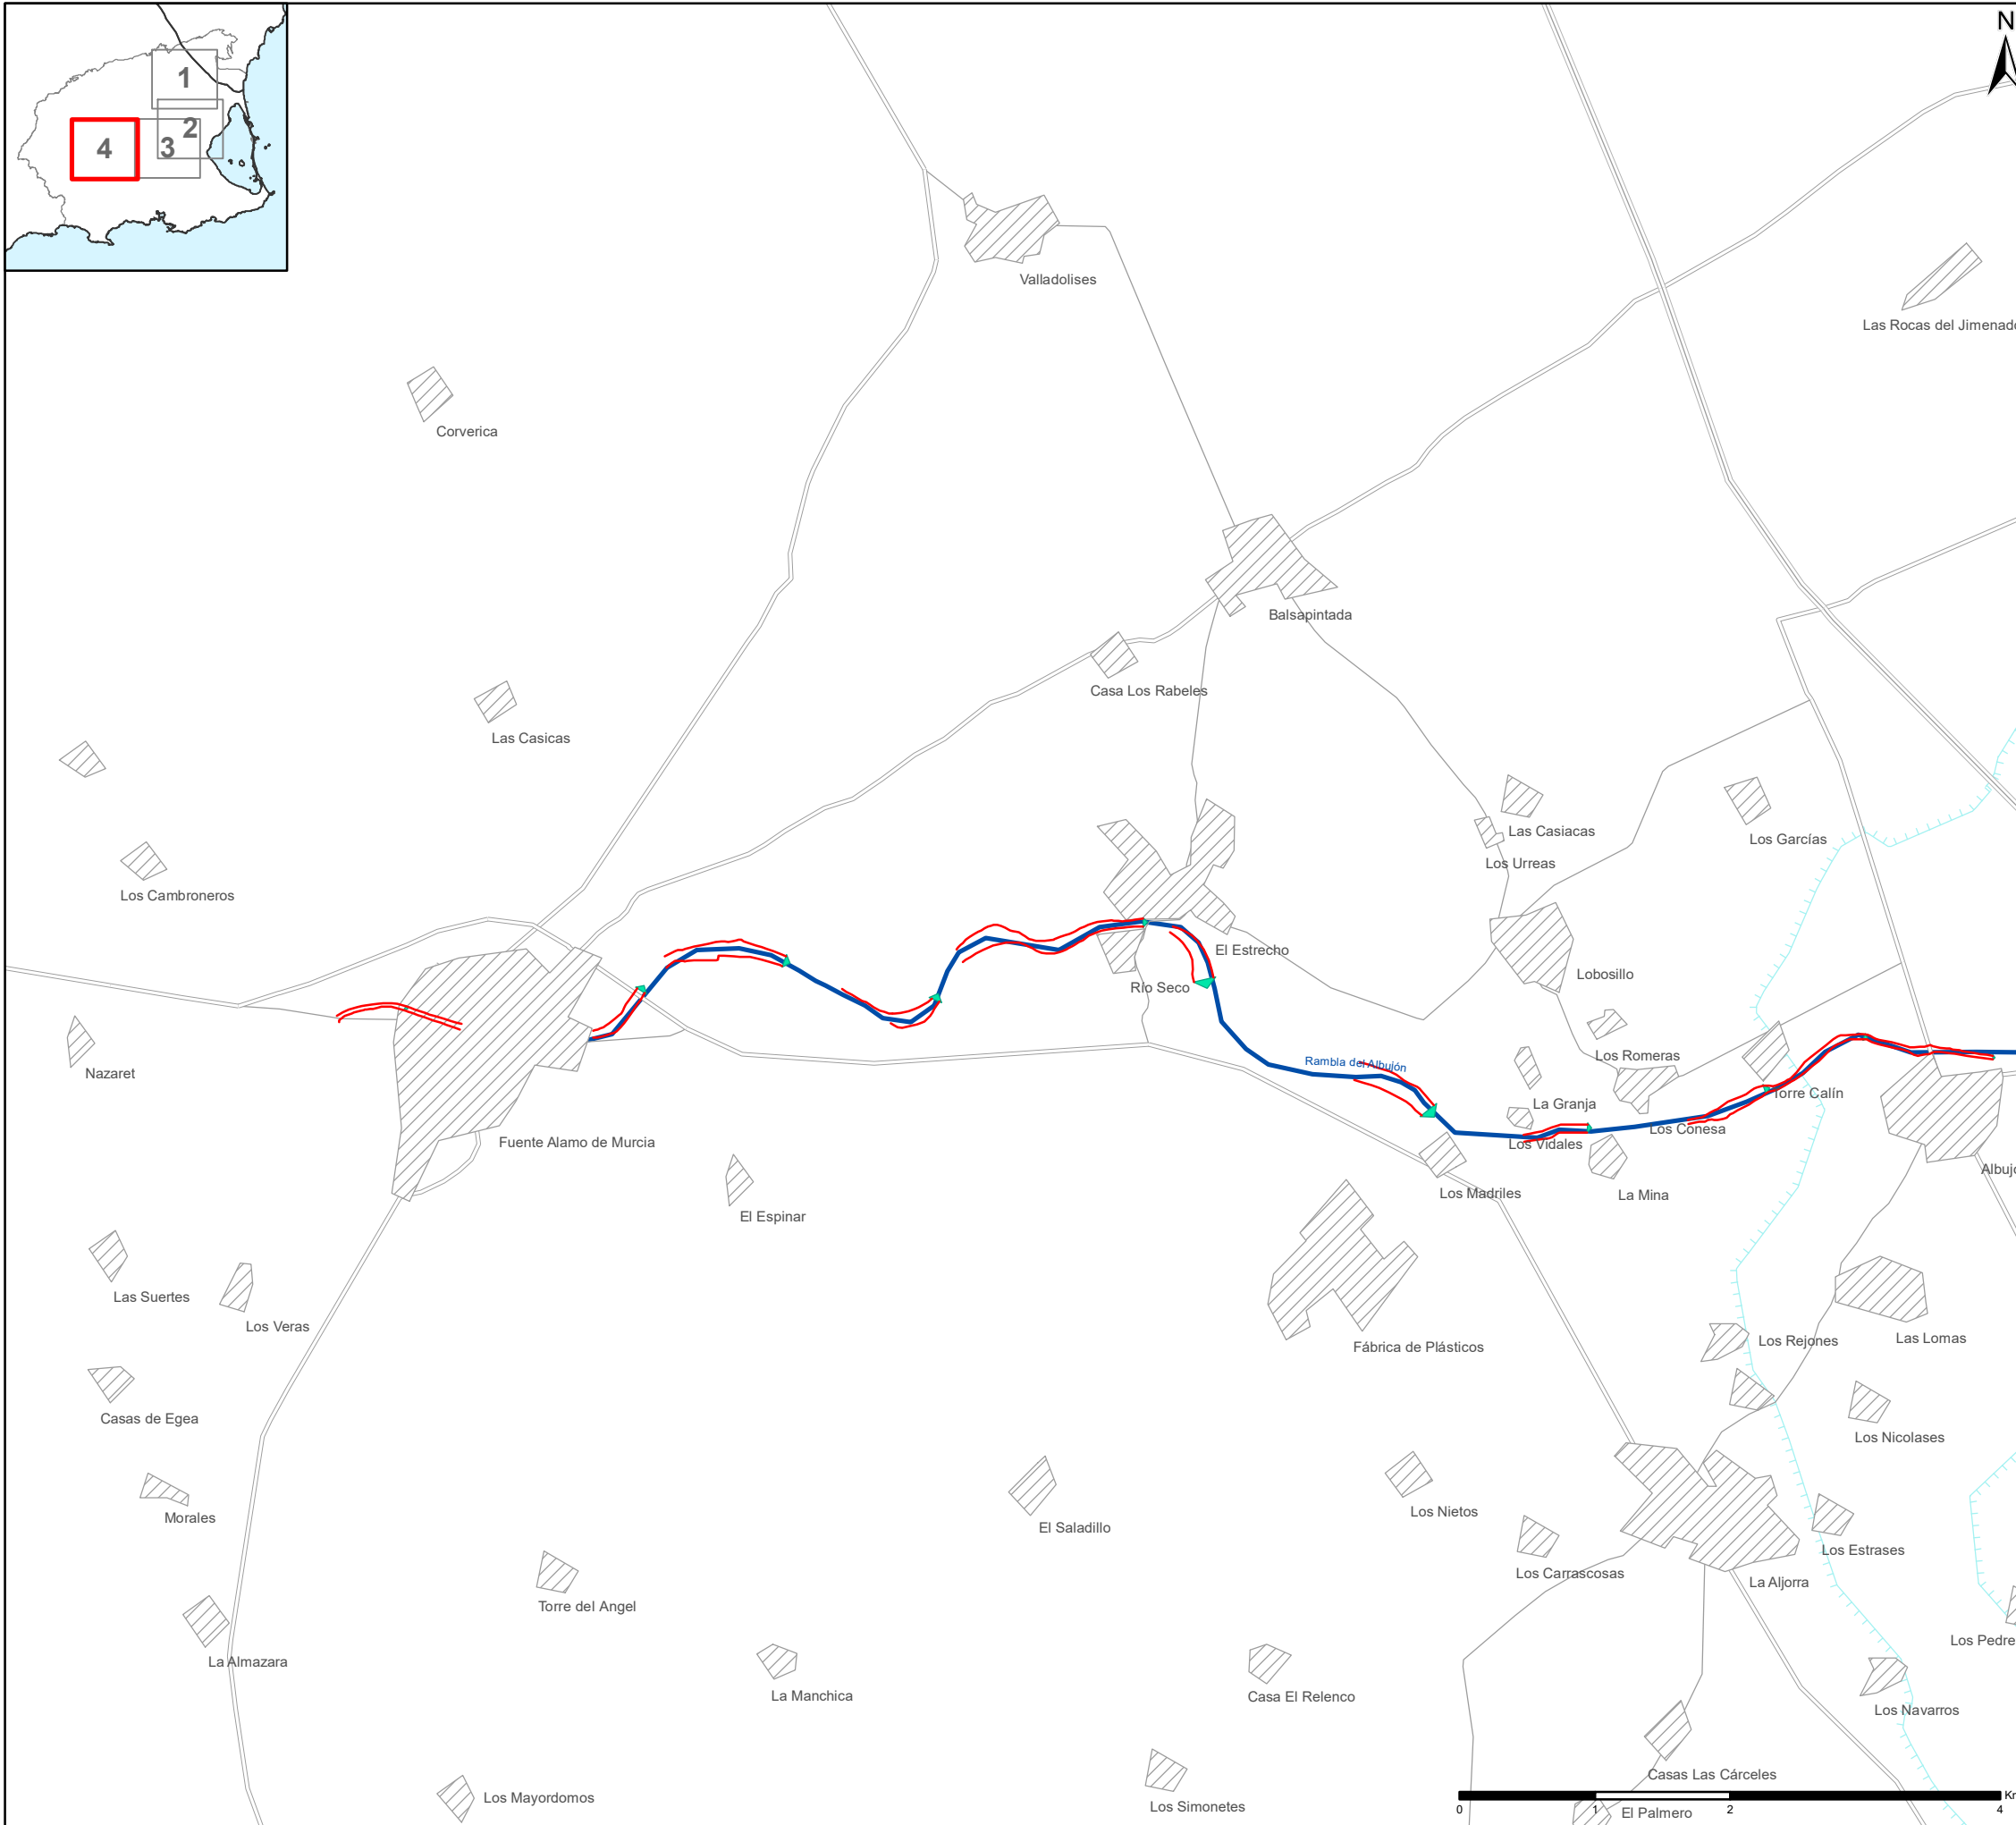 N
1
2
3
4
Valladolises
Las Rocas del Jimenado
Corverica
Balsapintada
Casa Los Rabeles
Las Casicas
Las Casiacas
Los Garcías
Los Urreas
Los Cambroneros
El Estrecho
Lobosillo
Río Seco
Los Romeras
Rambla del Albujón
Nazaret
Torre Calín
La Granja
Los Conesa
Fuente Alamo de Murcia
Los Vidales
Albujó
Los Madriles
La Mina
El Espinar
Las Suertes
Los Veras
Los Rejones
Las Lomas
Fábrica de Plásticos
Casas de Egea
Los Nicolases
Morales
El Saladillo
Los Nietos
Los Estrases
Los Carrascosas
La Aljorra
Torre del Angel
Los Pedre
La Almazara
La Manchica
Casa El Relenco
Los Navarros
Casas Las Cárceles
Los Mayordomos
Los Simonetes
El Palmero
0 1 2 4
Km